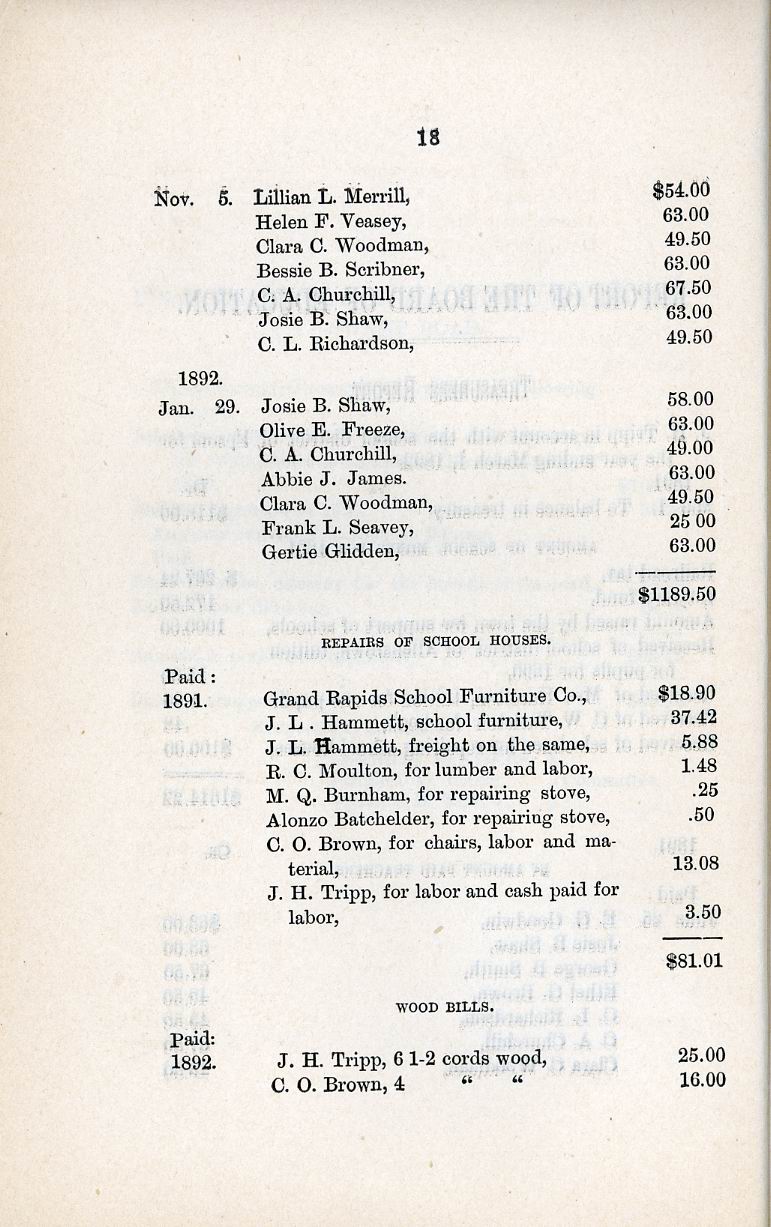 18
Nov. 5. Lillian L. Merrill, $54.00
Helen F. Veasey, 63.00
Clara C. Woodman, 49.50
Bessie B. Scribner, 63.00
C. A. Churchill, 67.50
Josie B. Shaw, 63.00
C. L. Richardson, 49.50
1892.
Jan. 29. Josie B. Shaw, 58.00
Olive E. Freeze, 63.00
C. A. Churchill, 49.00
Abbie J. James. 63.00
Clara C. Woodman, 49.50
Frank L. Seavey, 25 00
Gertie Glidden, 63.00
$1189.50
REPAIRS OF SCHOOL HOUSES.
Paid:
1891. Grand Rapids School Furniture Co., $18.90
J. L . Hammett, school furniture, 37.42
J. L. Hammett, freight on the same, 5.88
R. C. Moulton, for lumber and labor, 1.48
M. Q. Burnham, for repairing stove, .25
Alonzo Batchelder, for repairing stove, .50
C. O. Brown, for chairs, labor and ma-
terial, 13.08
J. H. Tripp, for labor and cash paid for
labor, 3.50
$81.01
WOOD BILLS.
Paid:
1892. J. H. Tripp, 6 1-2 cords wood, 25.00
C. O. Brown, 4 “ “ 16.00